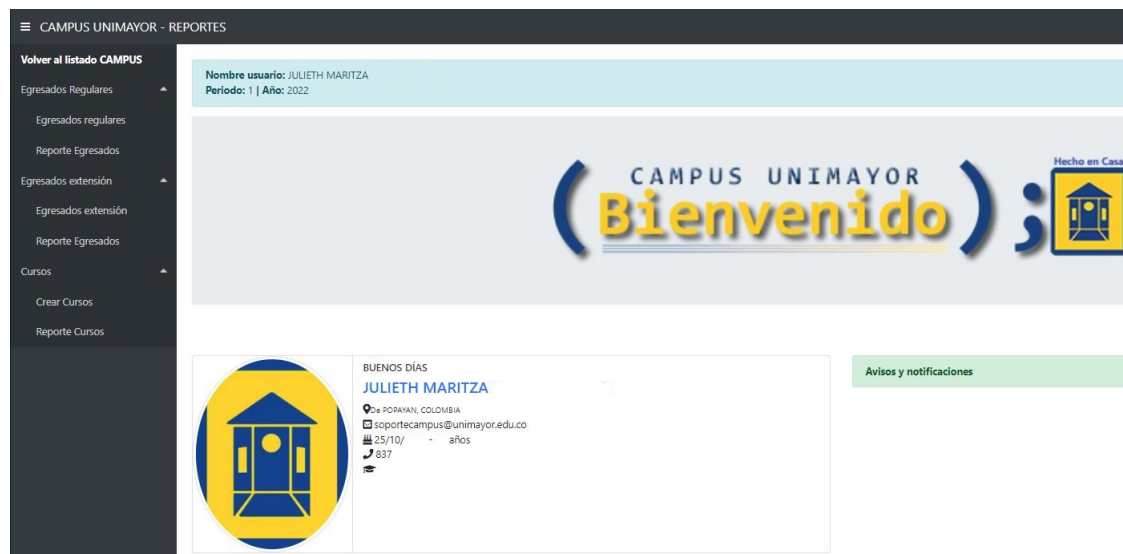 CAMPUS UNIMAYOR - REPORTES
Volver al listado CAMPUS
Egresados Regulares
Egresados regulares
Reporte Egresados
Egresados extensión
Egresados extensión
Reporte Egresados
Cursos
Crear Cursos
Reporte Cursos
Nombre usuario: JULIETH MARITZA
Periodo: 1 | Año: 2022
CAMPUS UNIMAYOR
Bienvenido
Hecho en Casa
BUENOS DÍAS
JULIETH MARITZA
De POPAYAN, COLOMBIA
soportecampus@unimayor.edu.co
25/10/ - años
837
Avisos y notificaciones